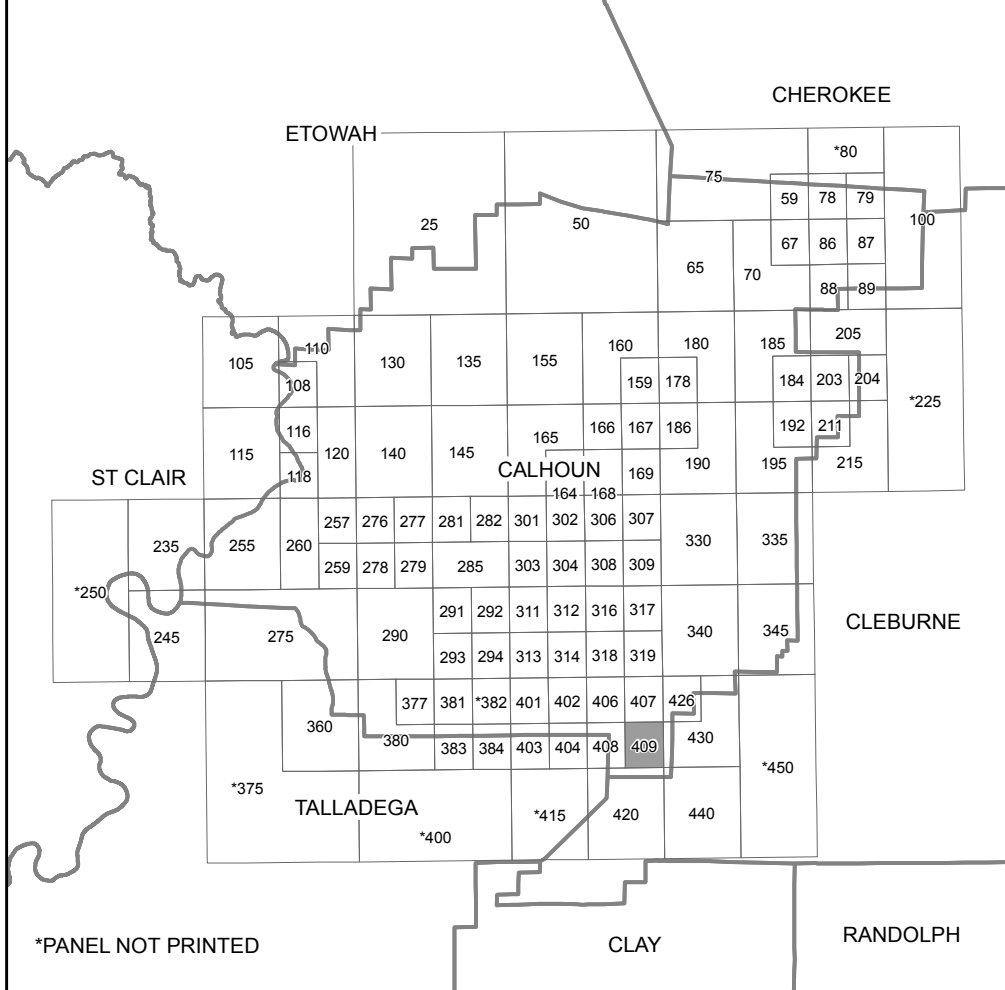 CHEROKEE
ETOWAH
*80
75
59 78 79
25 50 100
67 86 87
65 70
88 89
110 160 180 185 205
105 130 135 155
108 159 178 184 203 204
*225
116 166 167 186 192 211
115 120 140 145 165
190 195 215
ST CLAIR CALHOUN 169
118 164 168
257 276 277 281 282 301 302 306 307
235 255 260 330 335
259 278 279 285 303 304 308 309
*250
291 292 311 312 316 317
245 275 290 340 345 CLEBURNE
293 294 313 314 318 319
377 381 *382 401 402 406 407 426
360
380 383 384 403 404 408 409 430
*450
*375
TALLADEGA *415 420 440
*400
*PANEL NOT PRINTED CLAY RANDOLPH